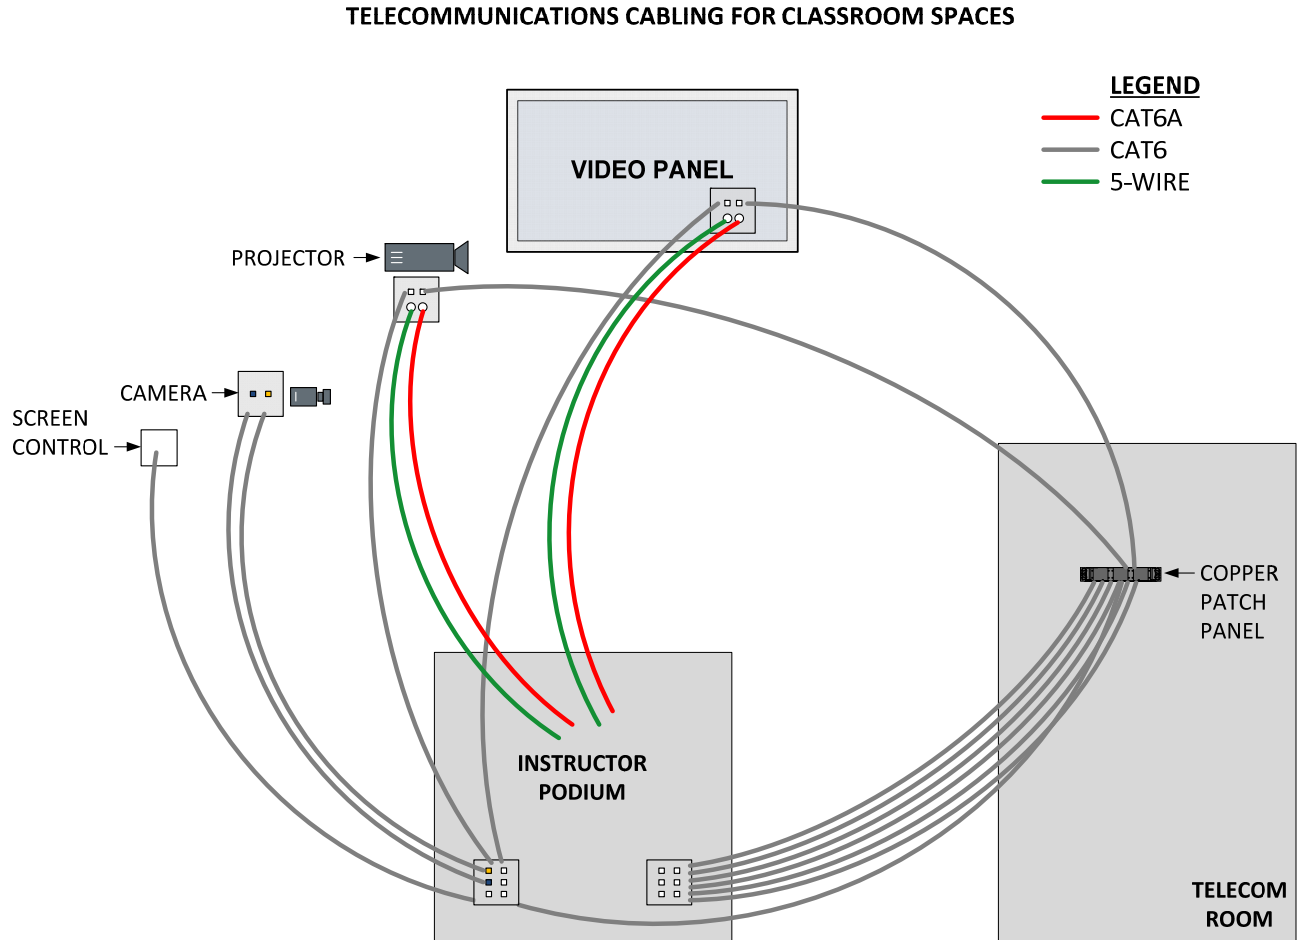 TELECOMMUNICATIONS CABLING FOR CLASSROOM SPACES
LEGEND
CAT6A
CAT6
5-WIRE
VIDEO PANEL
PROJECTOR
CAMERA
SCREEN
CONTROL
COPPER
PATCH
PANEL
INSTRUCTOR
PODIUM
TELECOM
ROOM